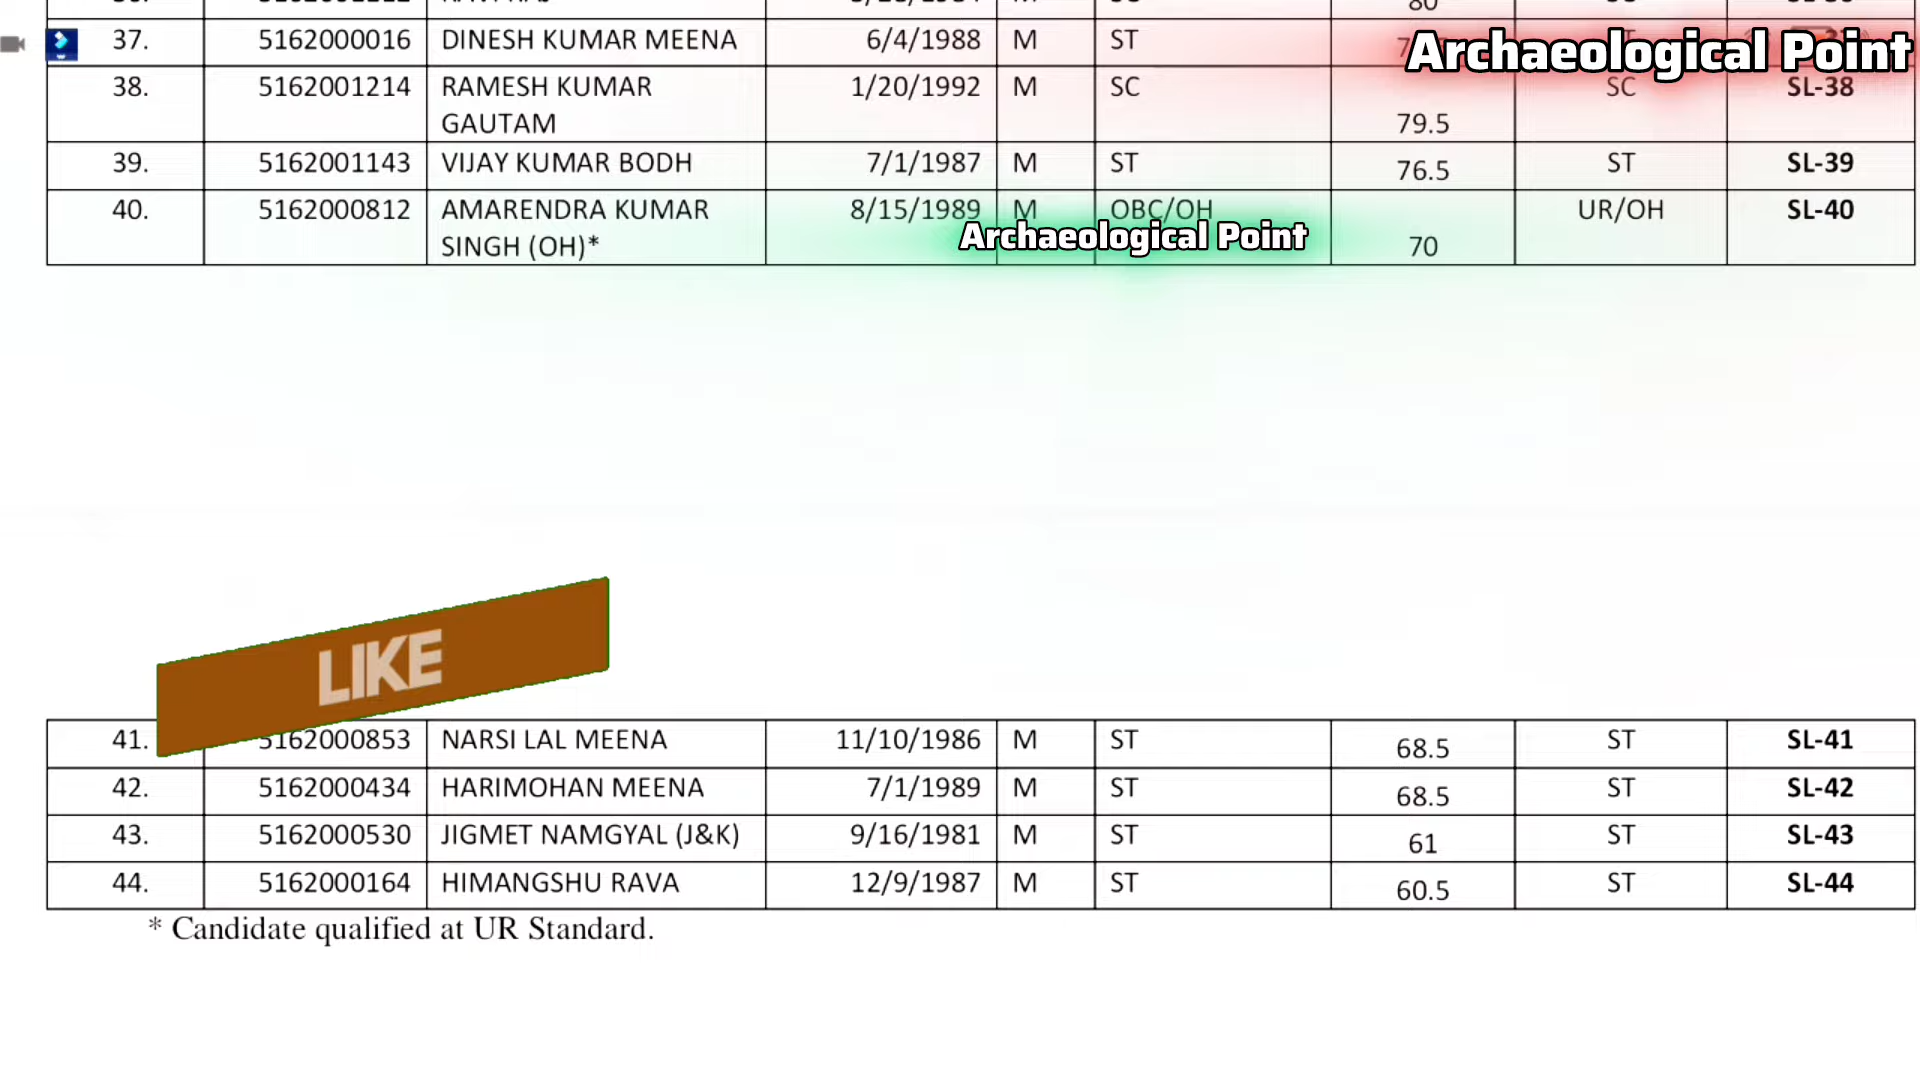 80
37. 5162000016 DINESH KUMAR MEENA 6/4/1988 M ST
Archaeological Point
38. 5162001214 RAMESH KUMAR GAUTAM 1/20/1992 M SC 79.5 SC SL-38
39. 5162001143 VIJAY KUMAR BODH 7/1/1987 M ST 76.5 ST SL-39
40. 5162000812 AMARENDRA KUMAR SINGH (OH)* 8/15/1989 M OBC/OH 70 UR/OH SL-40
Archaeological Point
LIKE
41. 5162000853 NARSI LAL MEENA 11/10/1986 M ST 68.5 ST SL-41
42. 5162000434 HARIMOHAN MEENA 7/1/1989 M ST 68.5 ST SL-42
43. 5162000530 JIGMET NAMGYAL (J&K) 9/16/1981 M ST 61 ST SL-43
44. 5162000164 HIMANGSHU RAVA 12/9/1987 M ST 60.5 ST SL-44
* Candidate qualified at UR Standard.